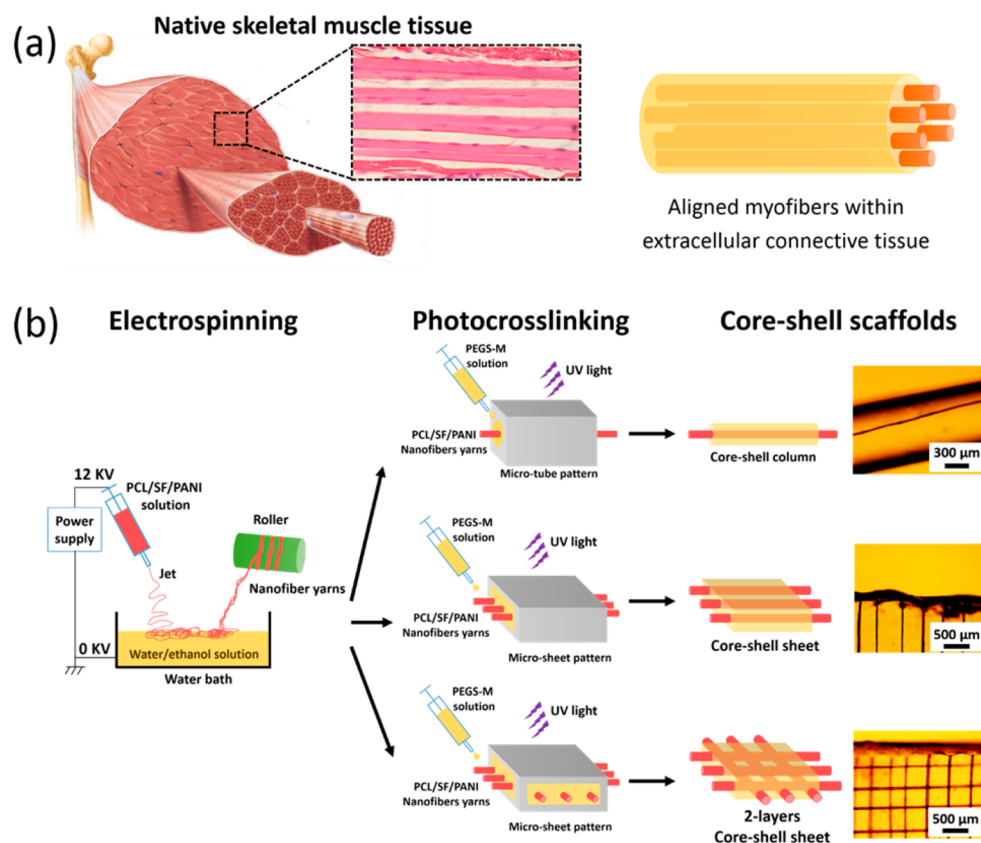 (a)
Native skeletal muscle tissue
Aligned myofibers within
extracellular connective tissue
(b)
Electrospinning
Photocrosslinking
Core-shell scaffolds
12 KV
Power
supply
PCL/SF/PANI
solution
Jet
Roller
Nanofiber yarns
0 KV
Water/ethanol solution
Water bath
PEGS-M
solution
UV light
PCL/SF/PANI
Nanofibers yarns
Micro-tube pattern
Core-shell column
300 µm
PEGS-M
solution
UV light
PCL/SF/PANI
Nanofibers yarns
Micro-sheet pattern
Core-shell sheet
500 µm
PEGS-M
solution
UV light
PCL/SF/PANI
Nanofibers yarns
Micro-sheet pattern
2-layers
Core-shell sheet
500 µm